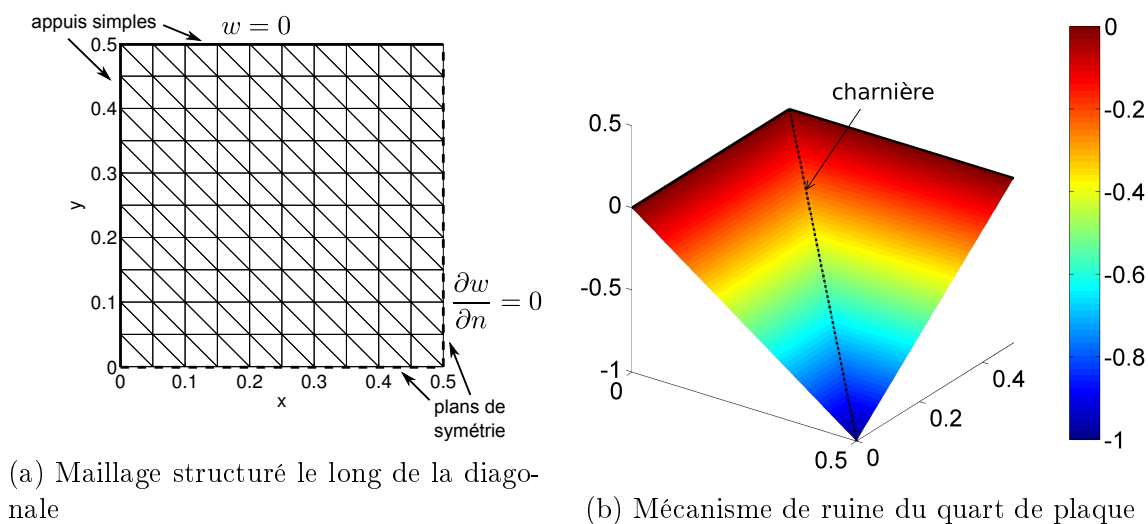 appuis simples
w = 0
0.5
0.4
0.3
0.2
0.1
0
y
0 0.1 0.2 0.3 0.4 0.5
x
∂w/∂n = 0
plans de
symétrie
(a) Maillage structuré le long de la diago-
nale
charnière
0.5
0
-0.5
-1
0
0.5
0
0.2
0.4
0
-0.2
-0.4
-0.6
-0.8
-1
(b) Mécanisme de ruine du quart de plaque